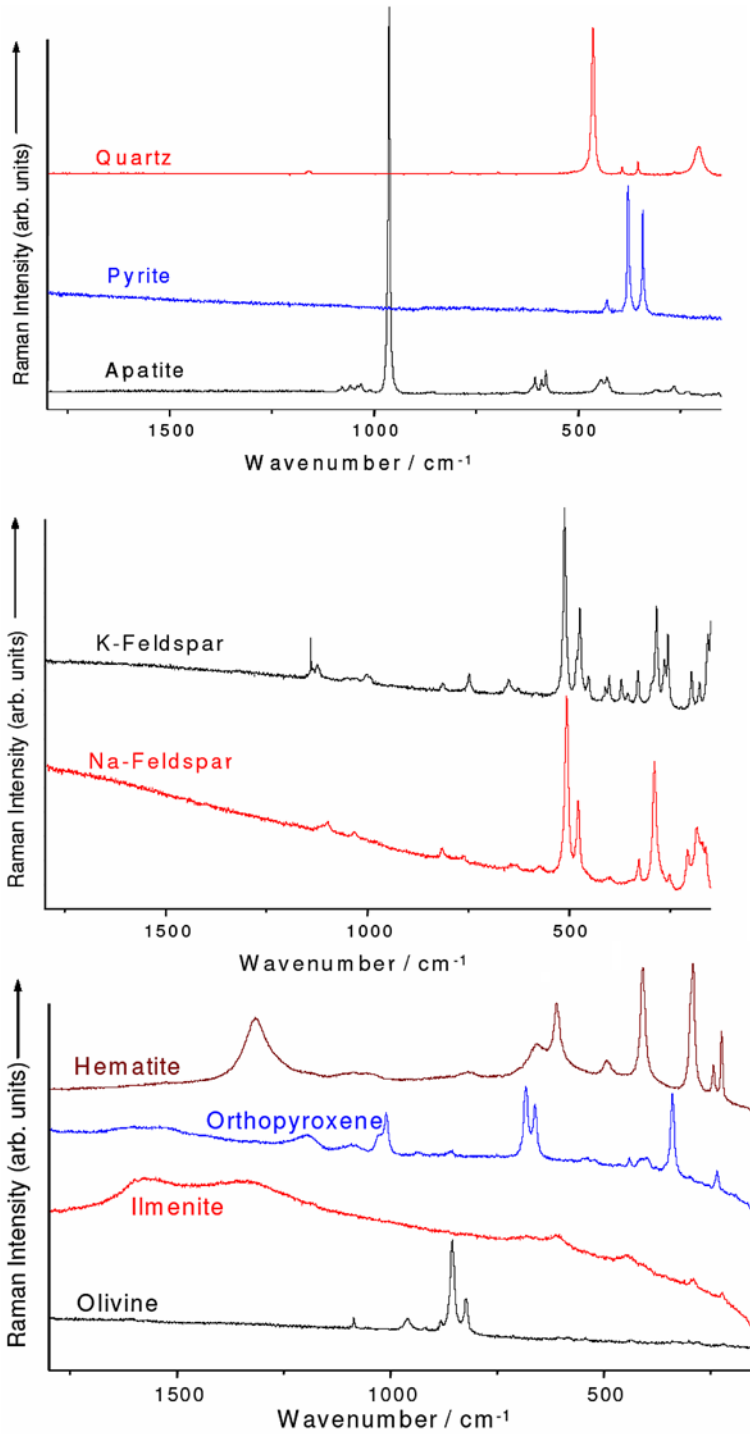 Raman Intensity (arb. units)
Quartz
Pyrite
Apatite
1500 1000 500
Wavenumber / cm⁻¹
Raman Intensity (arb. units)
K-Feldspar
Na-Feldspar
1500 1000 500
Wavenumber / cm⁻¹
Raman Intensity (arb. units)
Hematite
Orthopyroxene
Ilmenite
Olivine
1500 1000 500
Wavenumber / cm⁻¹